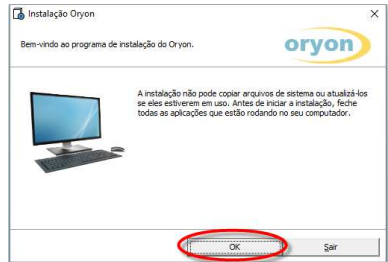 Instalação Oryon
Bem-vindo ao programa de instalação do Oryon.
oryon
A instalação não pode copiar arquivos de sistema ou atualizá-los
se eles estiverem em uso. Antes de iniciar a instalação, feche
todas as aplicações que estão rodando no seu computador.
OK
Sair